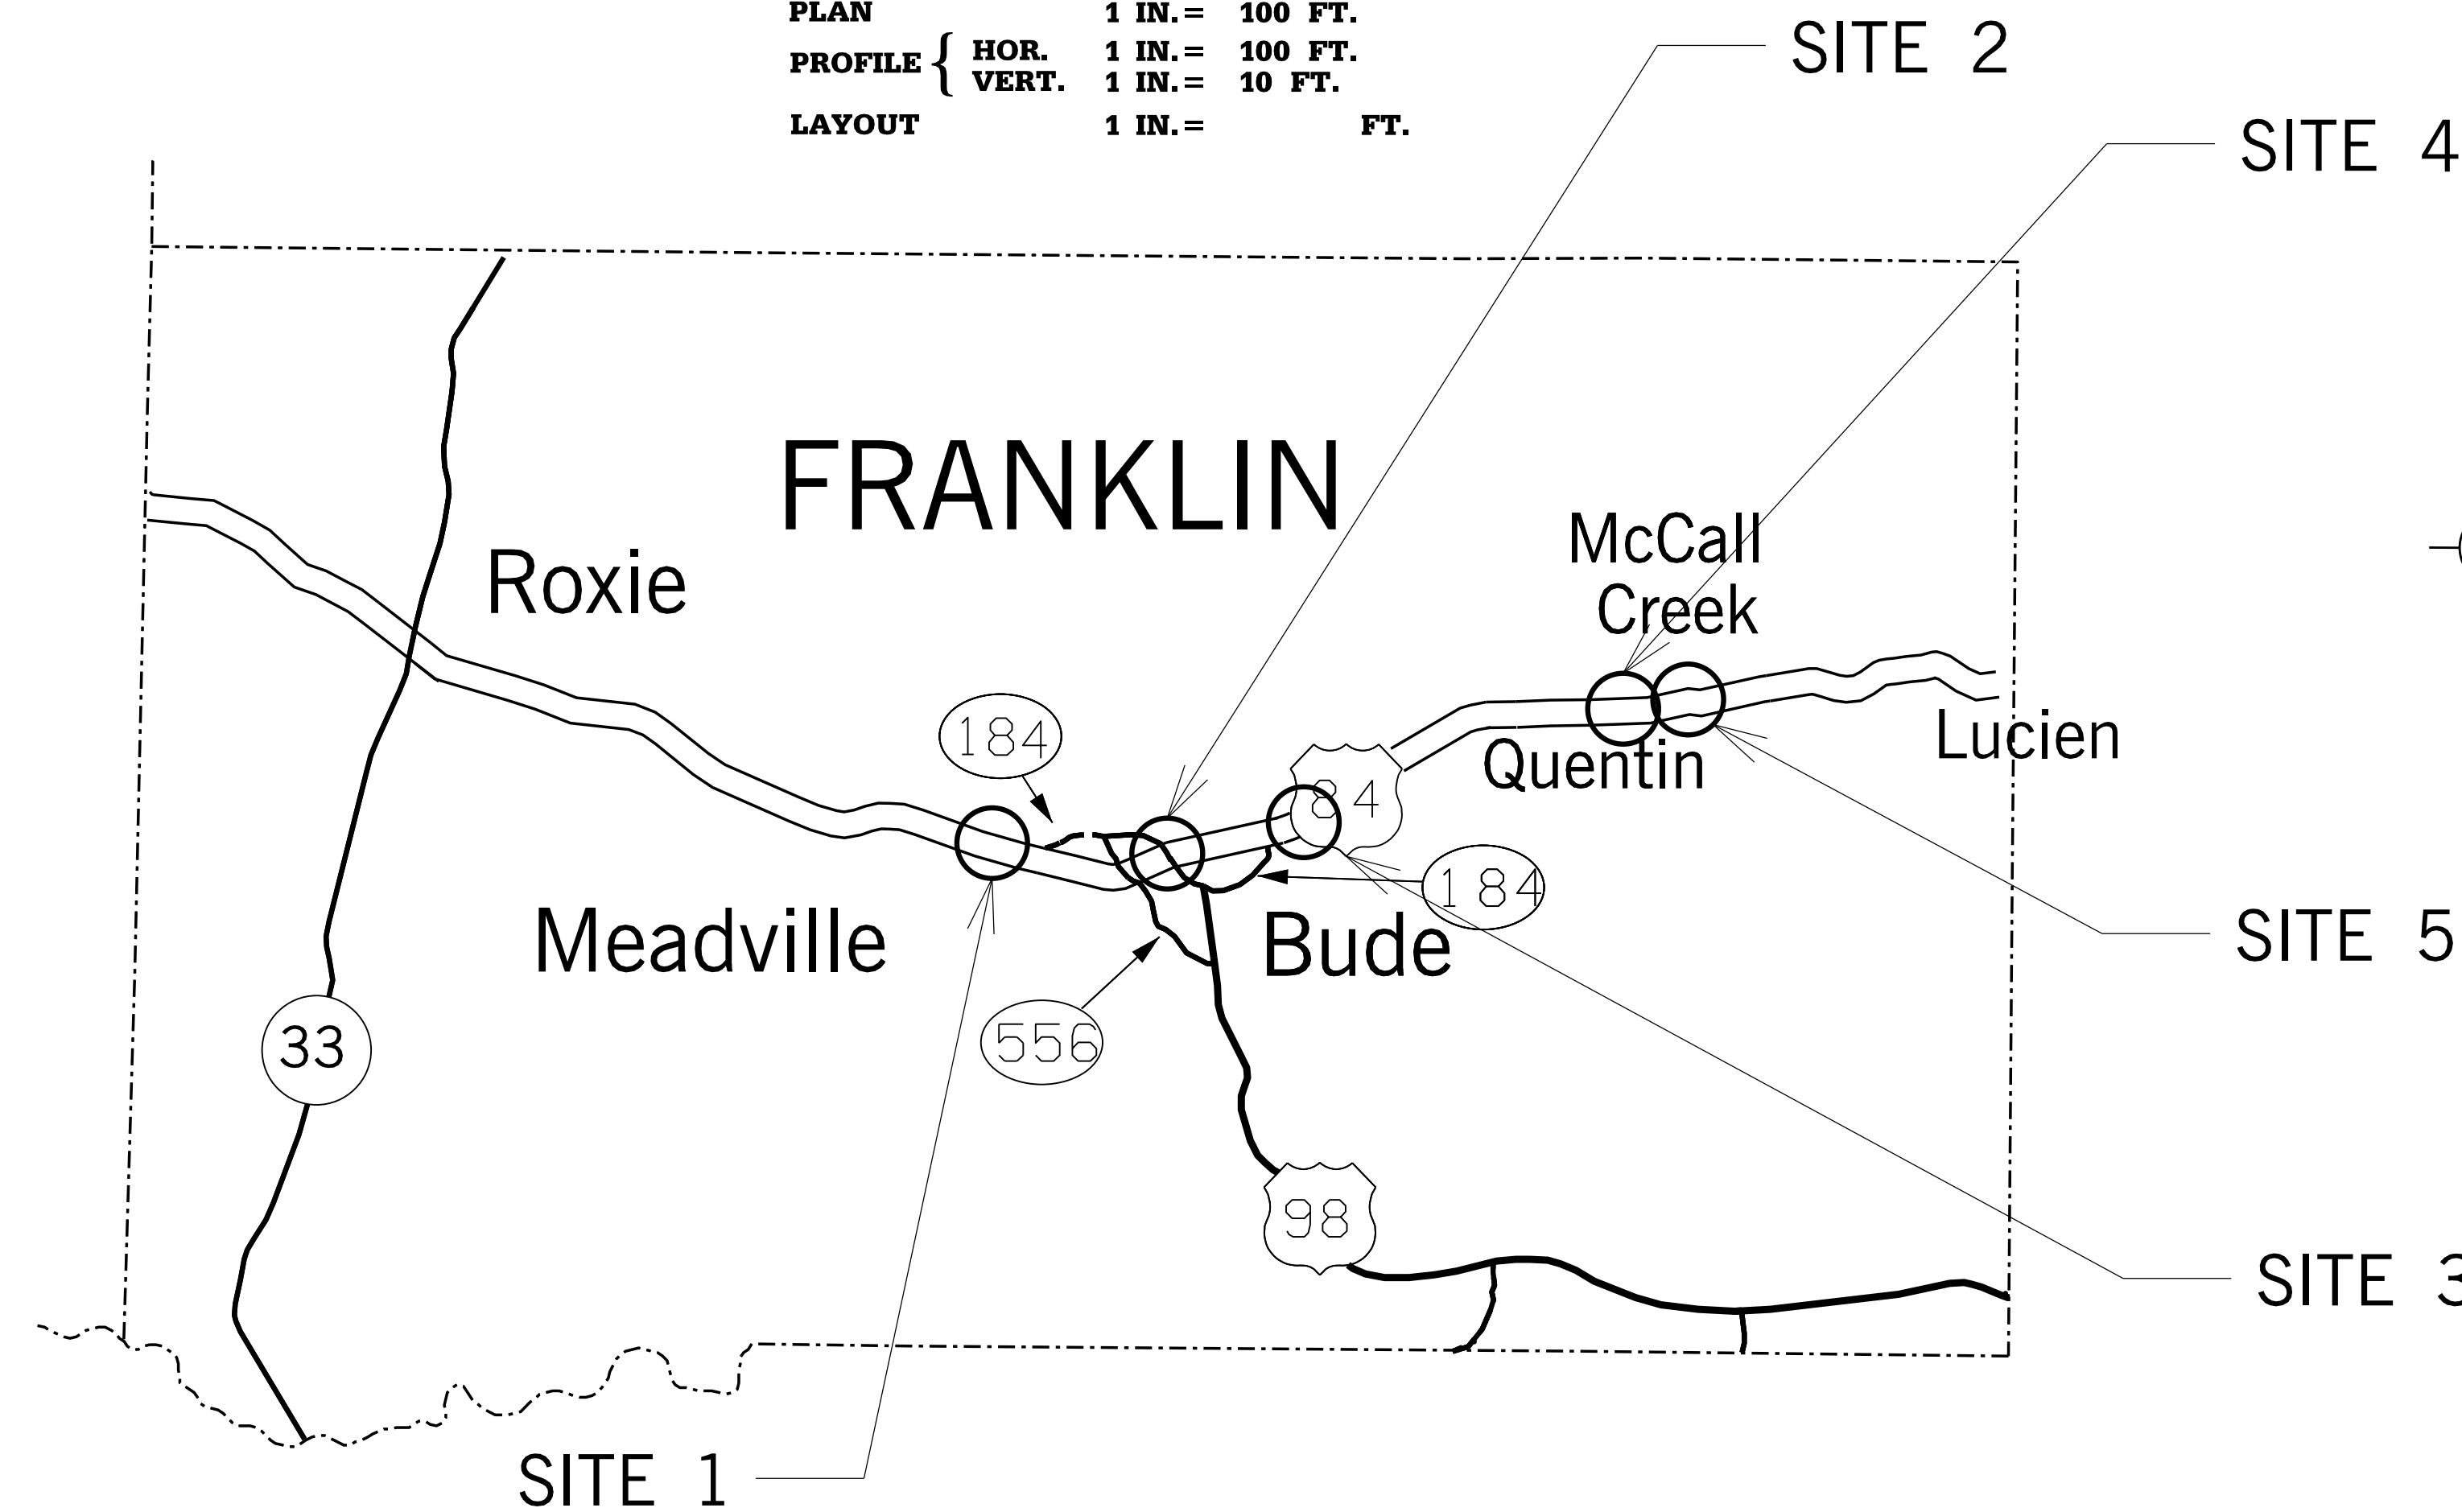 PLAN 1 IN.= 100 FT.
PROFILE { HOR. 1 IN.= 100 FT.
VERT. 1 IN.= 10 FT.
LAYOUT 1 IN.= FT.
SITE 2
SITE 4
FRANKLIN
McCall
Creek
Roxie
184
84
Quentin
Lucien
184
Meadville
Bude
SITE 5
33
556
98
SITE 3
SITE 1